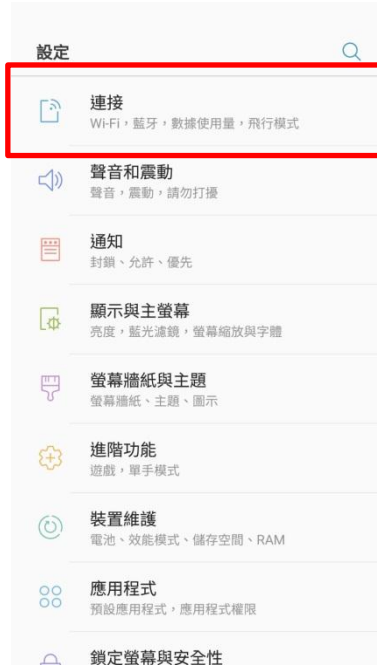 設定
連接
Wi-Fi，藍牙，數據使用量，飛行模式
聲音和震動
聲音，震動，請勿打擾
通知
封鎖、允許、優先
顯示與主螢幕
亮度，藍光濾鏡，螢幕縮放與字體
螢幕牆紙與主題
螢幕牆紙、主題、圖示
進階功能
遊戲，單手模式
裝置維護
電池、效能模式、儲存空間、RAM
應用程式
預設應用程式，應用程式權限
鎖定螢幕與安全性